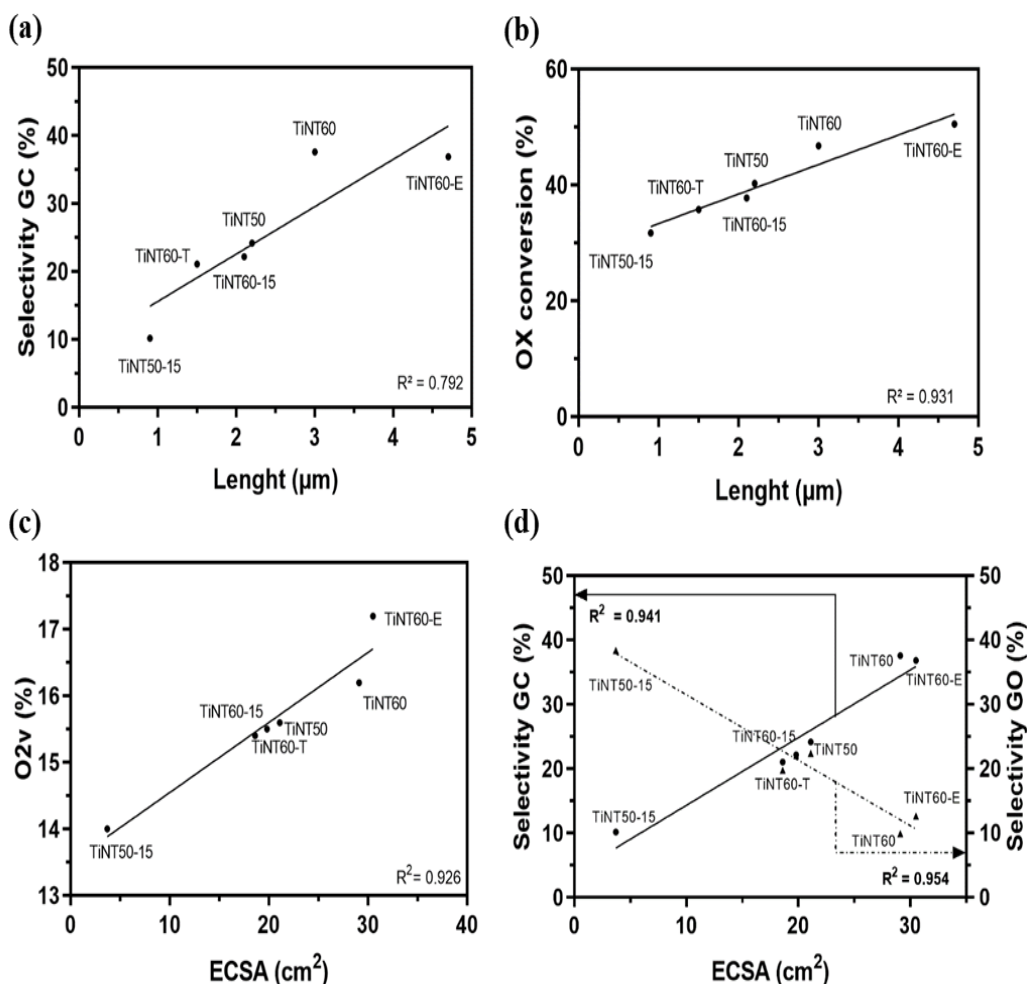 (a)
Selectivity GC (%)
50
40
30
20
10
0
TiNT60
TiNT60-E
TiNT50
TiNT60-T
TiNT60-15
TiNT50-15
R² = 0.792
0 1 2 3 4 5
Lenght (µm)
(b)
OX conversion (%)
60
40
20
0
TiNT60
TiNT60-E
TiNT50
TiNT60-T
TiNT60-15
TiNT50-15
R² = 0.931
0 1 2 3 4 5
Lenght (µm)
(c)
O2v (%)
18
17
16
15
14
13
TiNT60-E
TiNT60
TiNT60-15
TiNT50
TiNT60-T
TiNT50-15
R² = 0.926
0 10 20 30 40
ECSA (cm²)
(d)
Selectivity GC (%)
50
40
30
20
10
0
R² = 0.941
TiNT50-15
TiNT60
TiNT60-E
TiNT60-15
TiNT50
TiNT60-T
TiNT60-E
TiNT50-15
TiNT60
R² = 0.954
50
40
30
20
10
0
Selectivity GO (%)
0 10 20 30
ECSA (cm²)